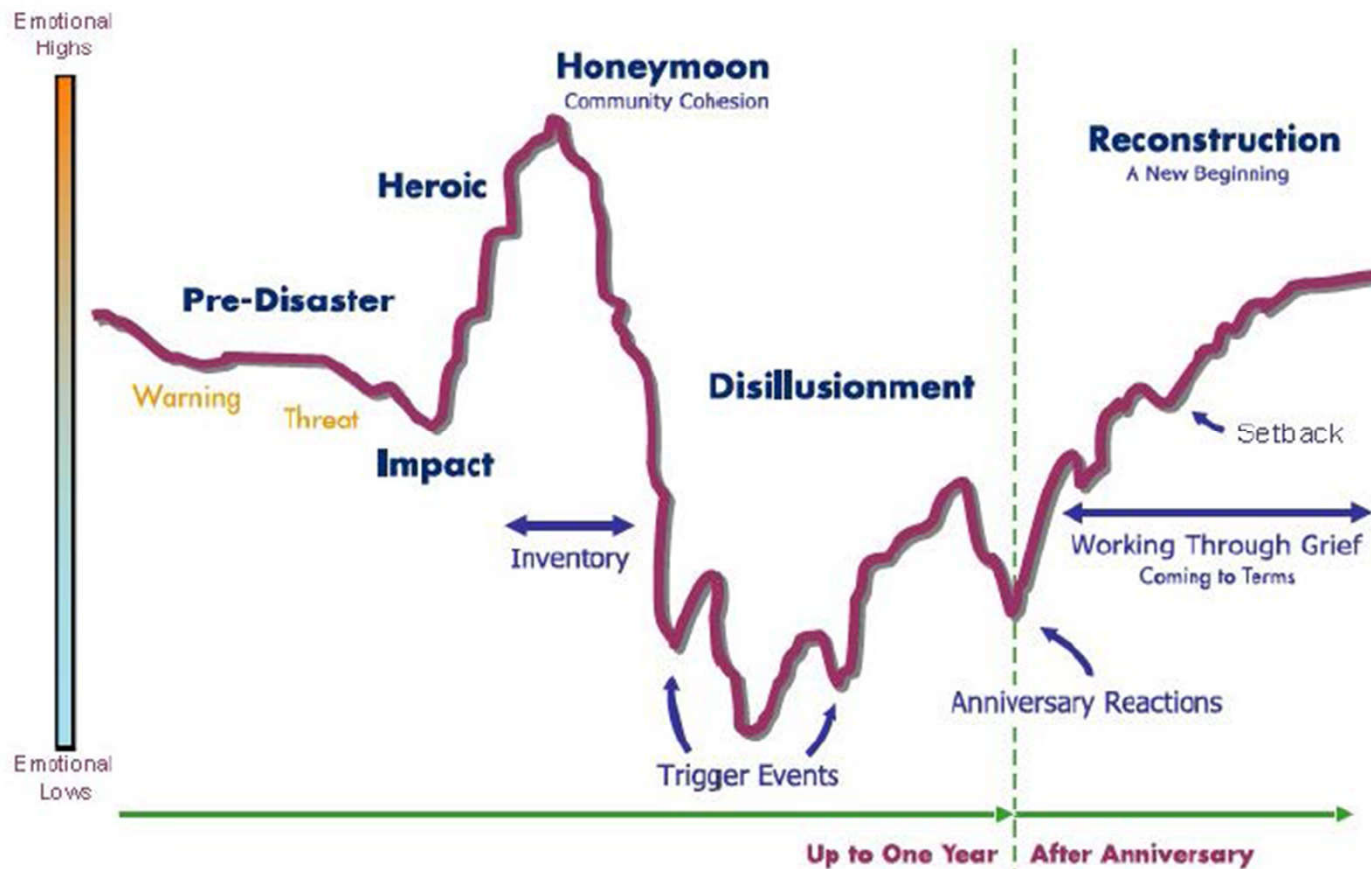 Emotional
Highs
Honeymoon
Community Cohesion
Reconstruction
A New Beginning
Heroic
Pre-Disaster
Warning
Threat
Impact
Disillusionment
Setback
Inventory
Working Through Grief
Coming to Terms
Anniversary Reactions
Trigger Events
Emotional
Lows
Up to One Year
After Anniversary